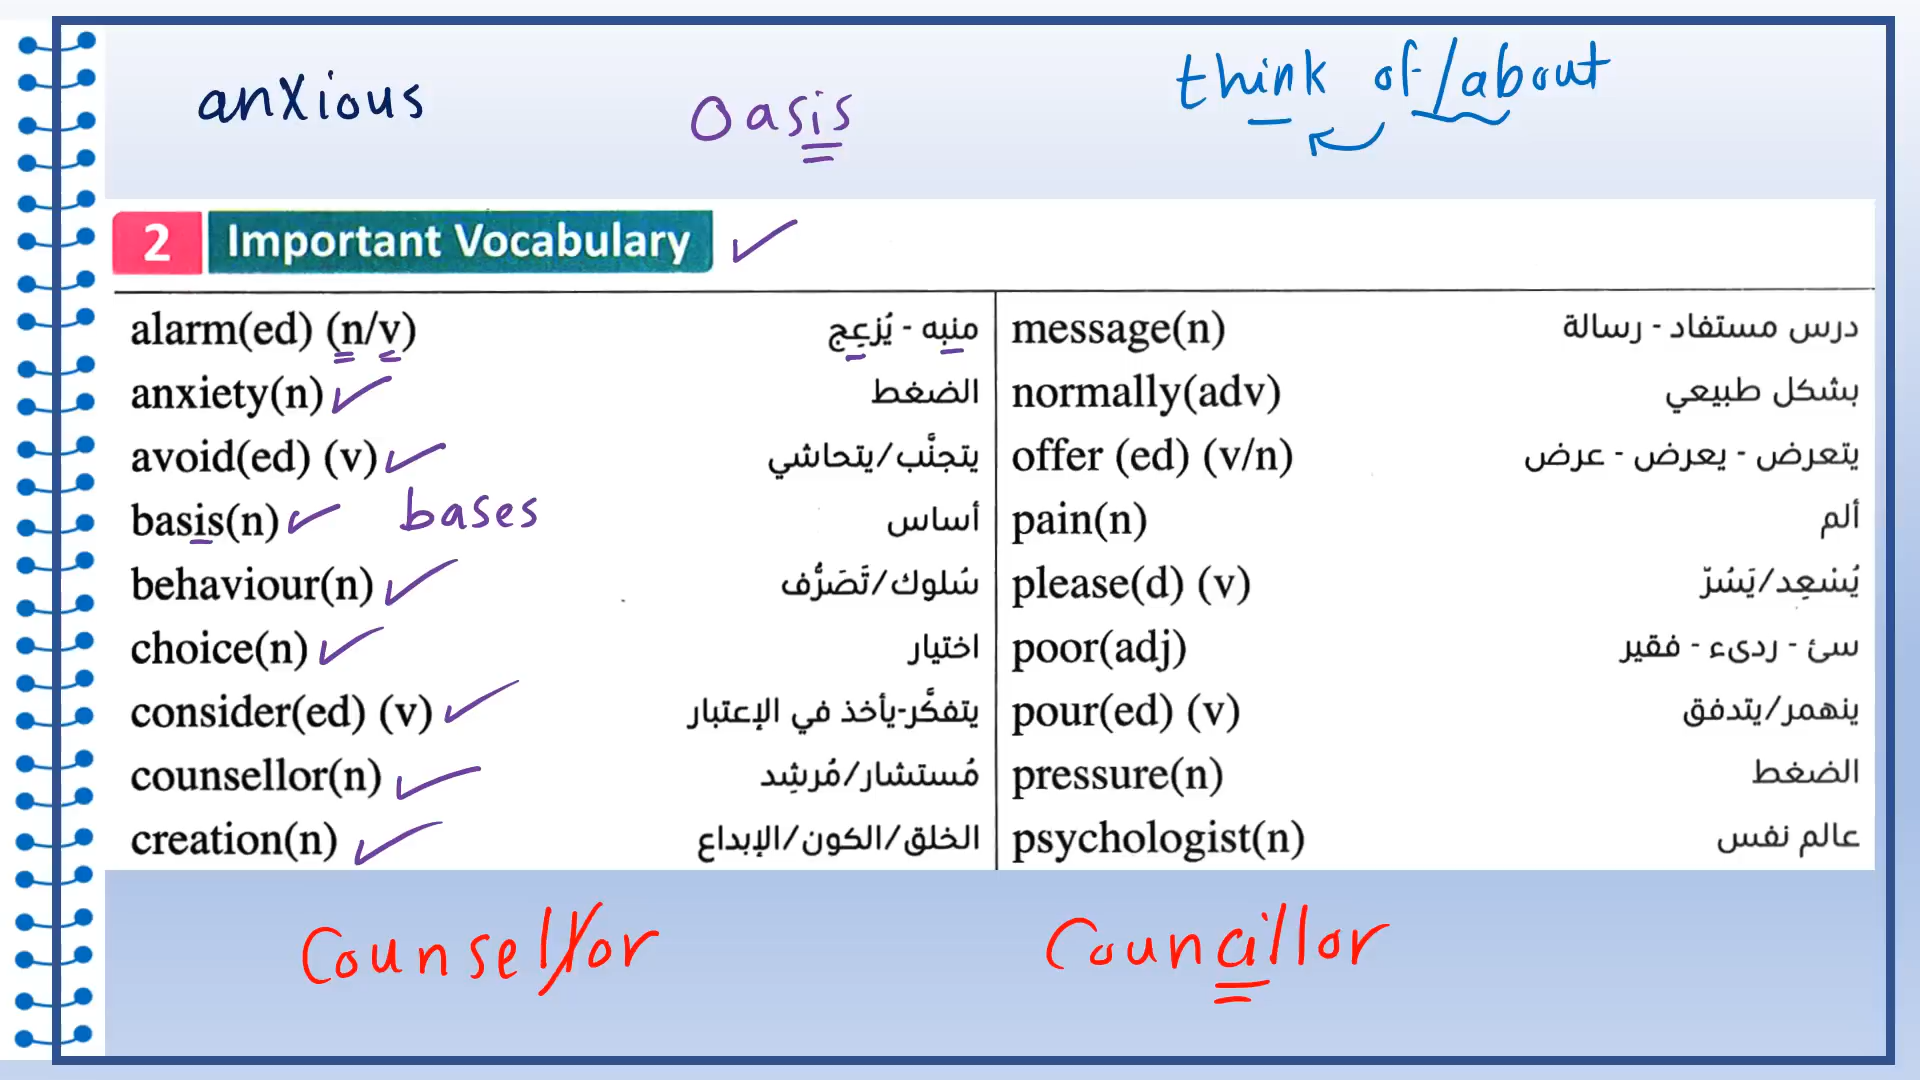 anxious
oasis
think of/about
2 Important Vocabulary
alarm(ed) (n/v) منبه - يُزعِج
anxiety(n) الضغط
avoid(ed) (v) يتجنَّب/يتحاشي
basis(n) bases أساس
behaviour(n) سُلوك/تَصَرُّف
choice(n) اختيار
consider(ed) (v) يتفكَّر-يأخذ في الإعتبار
counsellor(n) مُستشار/مُرشِد
creation(n) الخلق/الكون/الإبداع
message(n) درس مستفاد - رسالة
normally(adv) بشكل طبيعي
offer (ed) (v/n) يتعرض - يعرض - عرض
pain(n) ألم
please(d) (v) يُسْعِد/يَسُرّ
poor(adj) سئ - ردىء - فقير
pour(ed) (v) ينهمر/يتدفق
pressure(n) الضغط
psychologist(n) عالم نفس
Counsellor
Councillor